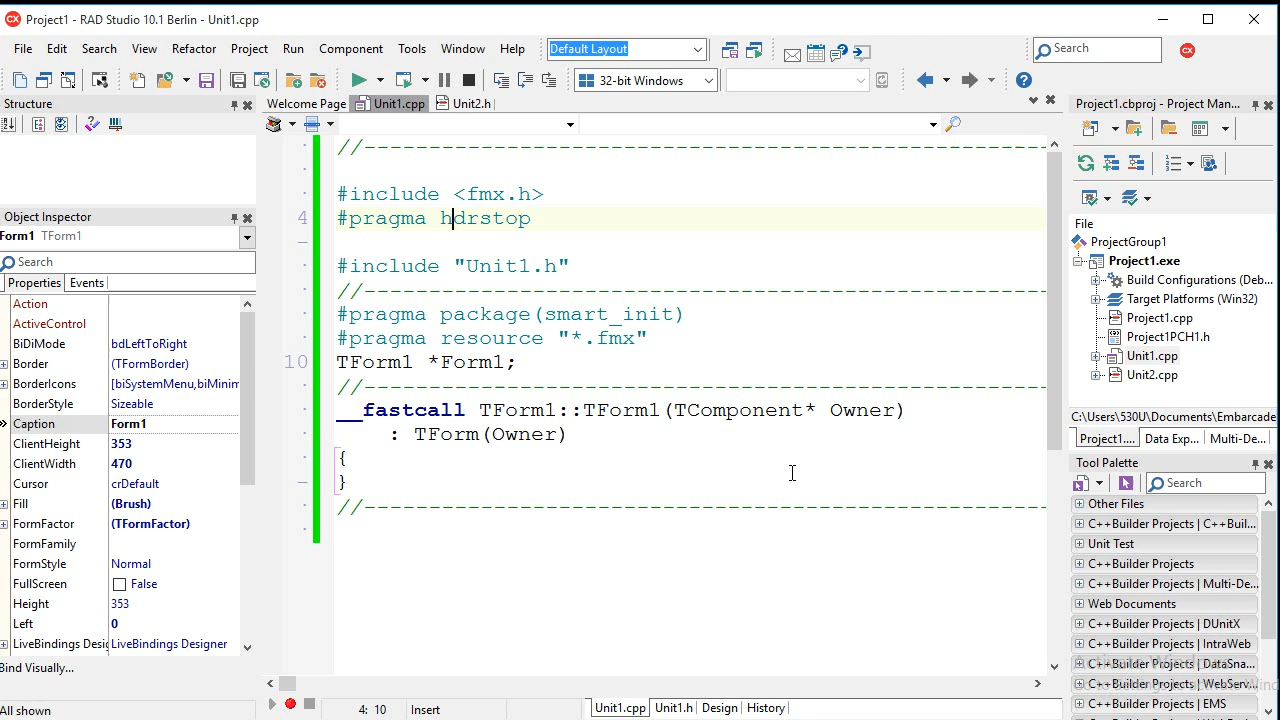 Project1 - RAD Studio 10.1 Berlin - Unit1.cpp
File Edit Search View Refactor Project Run Component Tools Window Help
Default Layout
Search
32-bit Windows
Structure
Welcome Page Unit1.cpp Unit2.h
Project1.cbproj - Project Man...
//
#include <fmx.h>
4 #pragma hdrstop
#include "Unit1.h"
//
#pragma package(smart_init)
#pragma resource "*.fmx"
10 TForm1 *Form1;
//
__fastcall TForm1::TForm1(TComponent* Owner)
: TForm(Owner)
{
}
//
Object Inspector
Form1 TForm1
Search
Properties Events
Action
ActiveControl
BiDiMode bdLeftToRight
Border (TFormBorder)
BorderIcons [biSystemMenu,biMinim
BorderStyle Sizeable
Caption Form1
ClientHeight 353
ClientWidth 470
Cursor crDefault
Fill (Brush)
FormFactor (TFormFactor)
FormFamily
FormStyle Normal
FullScreen False
Height 353
Left 0
LiveBindings Desig LiveBindings Designer
Bind Visually...
All shown
4: 10 Insert
Unit1.cpp Unit1.h Design History
File
ProjectGroup1
Project1.exe
Build Configurations (Deb...
Target Platforms (Win32)
Project1.cpp
Project1PCH1.h
Unit1.cpp
Unit2.cpp
C:\Users\530U\Documents\Embarcade
Project1.... Data Exp... Multi-De...
Tool Palette
Search
Other Files
C++Builder Projects | C++Buil...
Unit Test
C++Builder Projects
C++Builder Projects | Multi-De...
Web Documents
C++Builder Projects | DUnitX
C++Builder Projects | IntraWeb
C++Builder Projects | DataSna...
C++Builder Projects | WebServ
C++Builder Projects | EMS